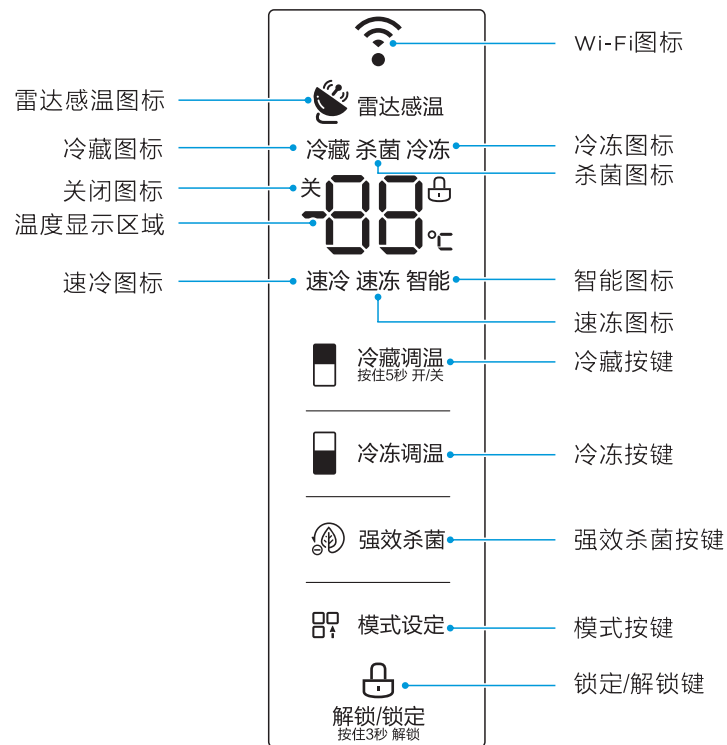 Wi-Fi图标
雷达感温图标
雷达感温
冷藏图标
冷藏 杀菌 冷冻
冷冻图标
杀菌图标
关闭图标
关
温度显示区域
-88
°C
速冷图标
速冷 速冻 智能
智能图标
速冻图标
冷藏调温
按住5秒 开/关
冷藏按键
冷冻调温
冷冻按键
强效杀菌
强效杀菌按键
模式设定
模式按键
锁定/解锁键
解锁/锁定
按住3秒 解锁